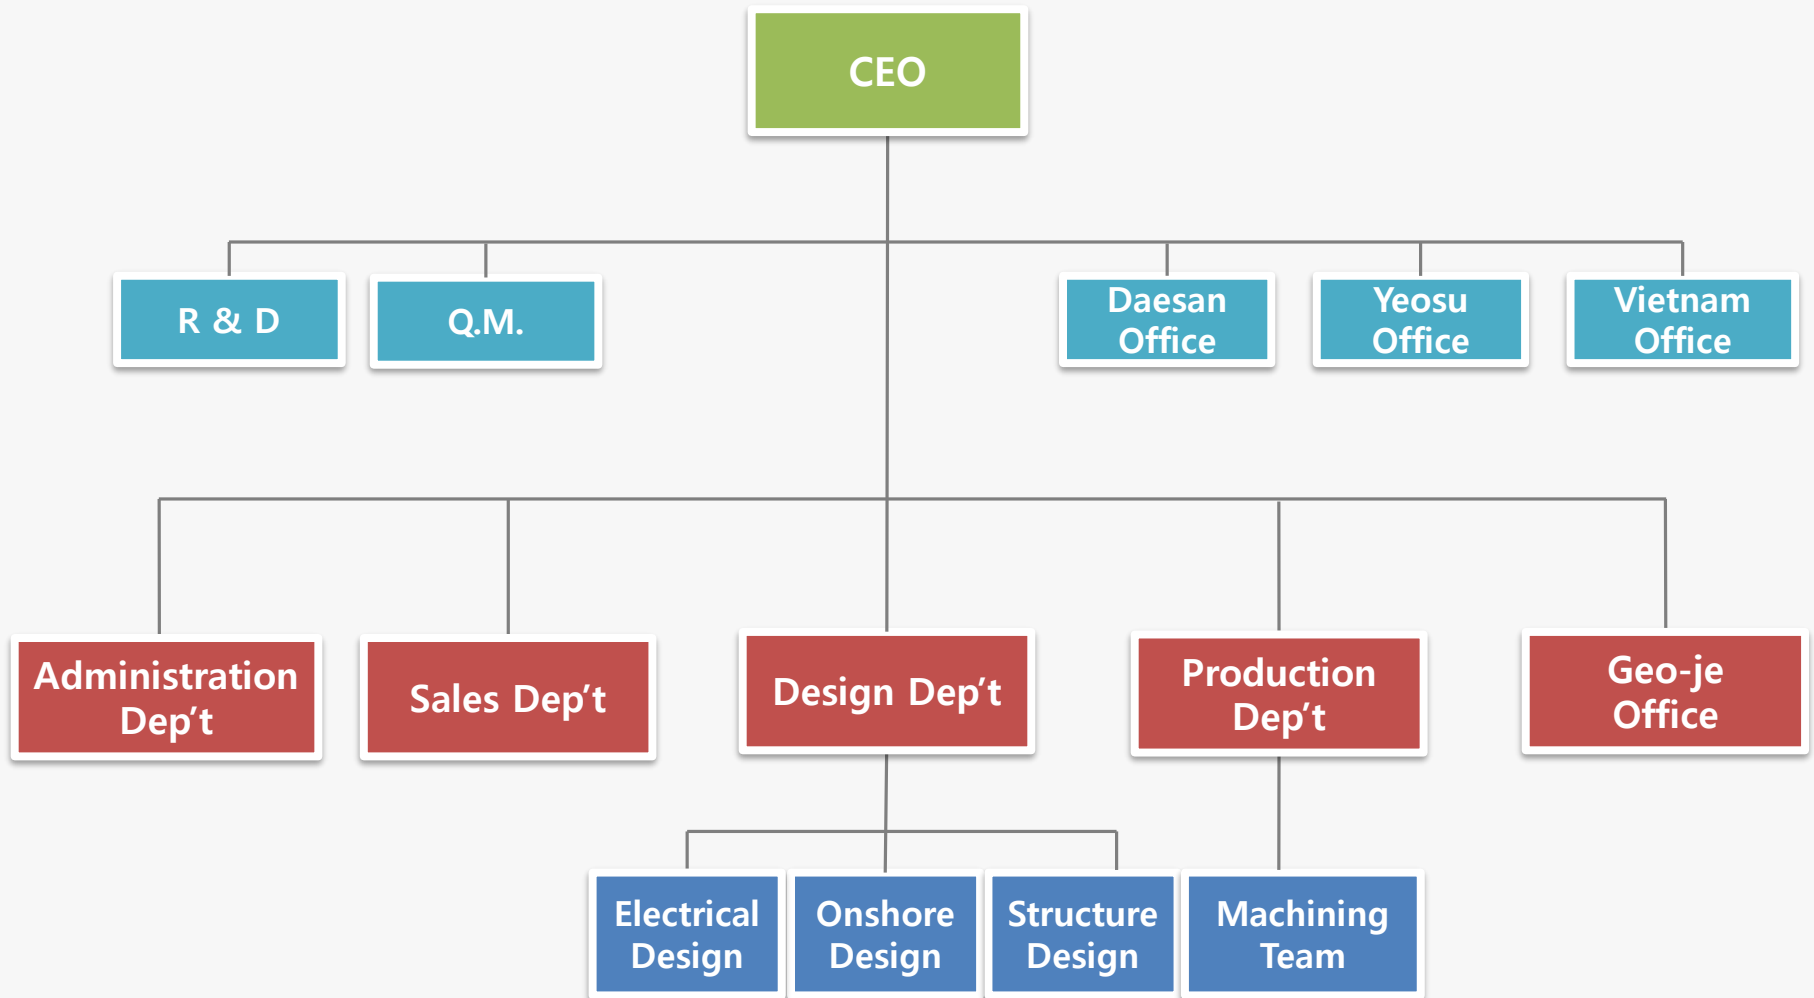 CEO
R & D
Q.M.
Daesan
Office
Yeosu
Office
Vietnam
Office
Administration
Dep’t
Sales Dep’t
Design Dep’t
Production
Dep’t
Geo-je
Office
Electrical
Design
Onshore
Design
Structure
Design
Machining
Team